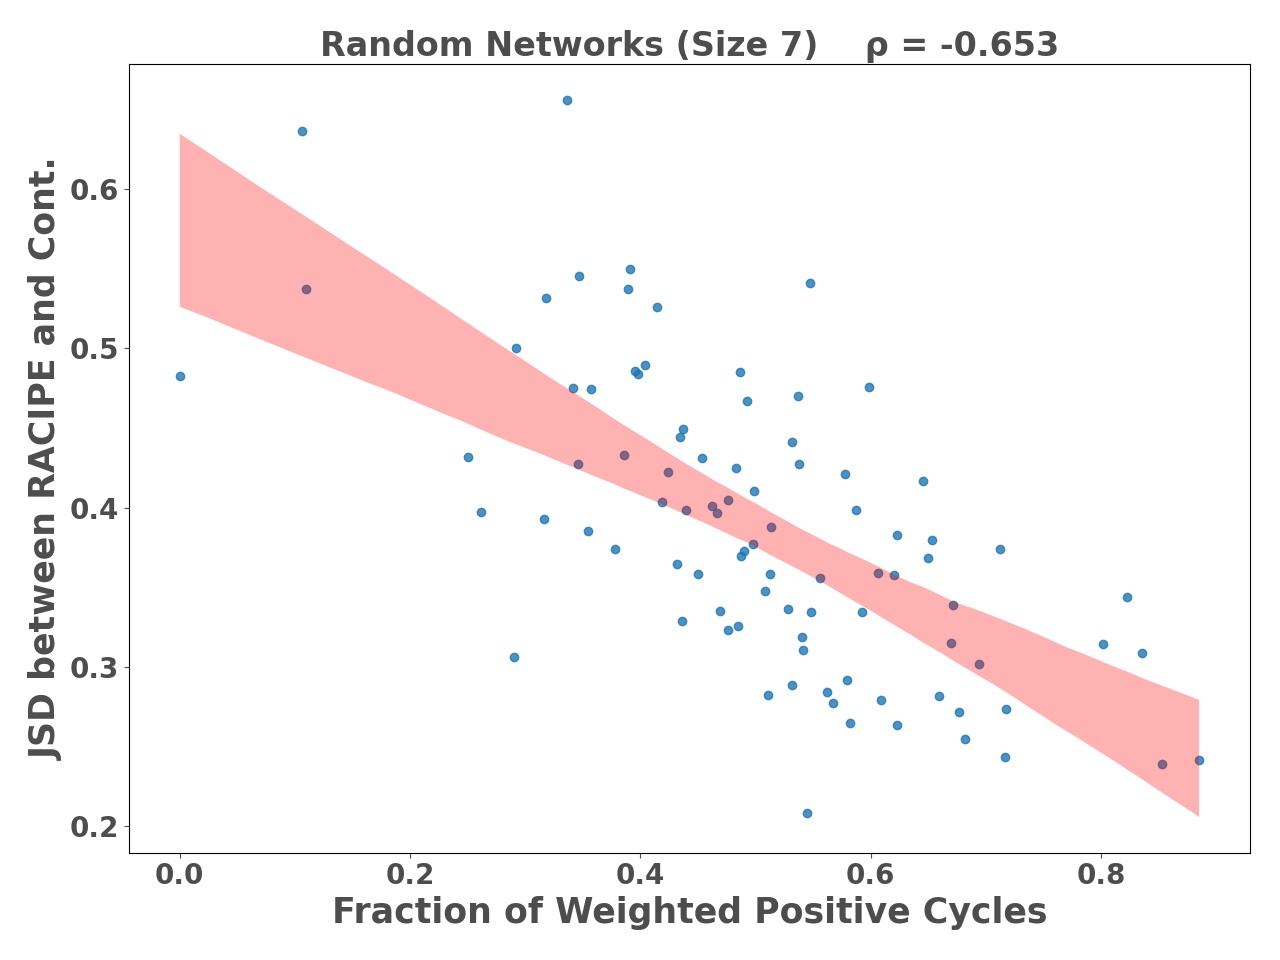 Random Networks (Size 7)    ρ = -0.653
JSD between RACIPE and Cont.
0.6
0.5
0.4
0.3
0.2
0.0 0.2 0.4 0.6 0.8
Fraction of Weighted Positive Cycles